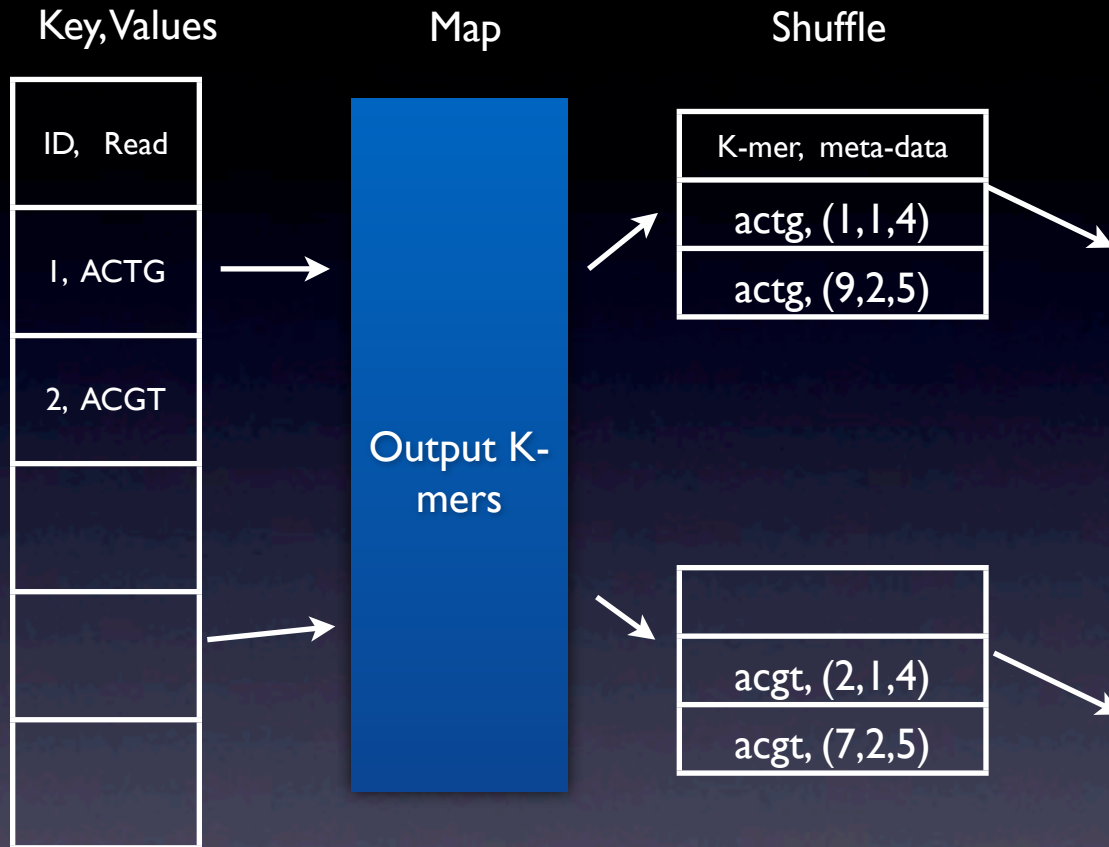 Key,Values
Map
Shuffle
ID, Read
1, ACTG
2, ACGT
Output K-
mers
K-mer, meta-data
actg, (1,1,4)
actg, (9,2,5)
acgt, (2,1,4)
acgt, (7,2,5)